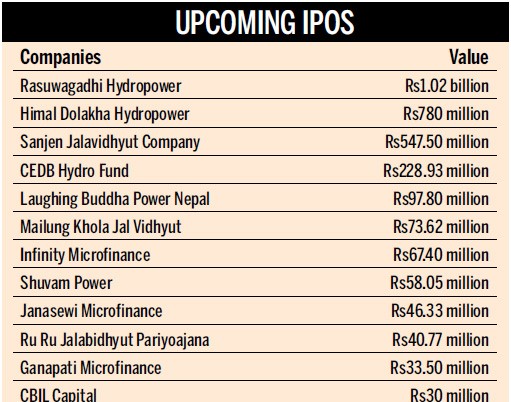 UPCOMING IPOS
Companies Value
Rasuwagadhi Hydropower Rs1.02 billion
Himal Dolakha Hydropower Rs780 million
Sanjen Jalavidhyut Company Rs547.50 million
CEDB Hydro Fund Rs228.93 million
Laughing Buddha Power Nepal Rs97.80 million
Mailung Khola Jal Vidhyut Rs73.62 million
Infinity Microfinance Rs67.40 million
Shuvam Power Rs58.05 million
Janasewi Microfinance Rs46.33 million
Ru Ru Jalabidhyut Pariyoajana Rs40.77 million
Ganapati Microfinance Rs33.50 million
CBIL Capital Rs30 million